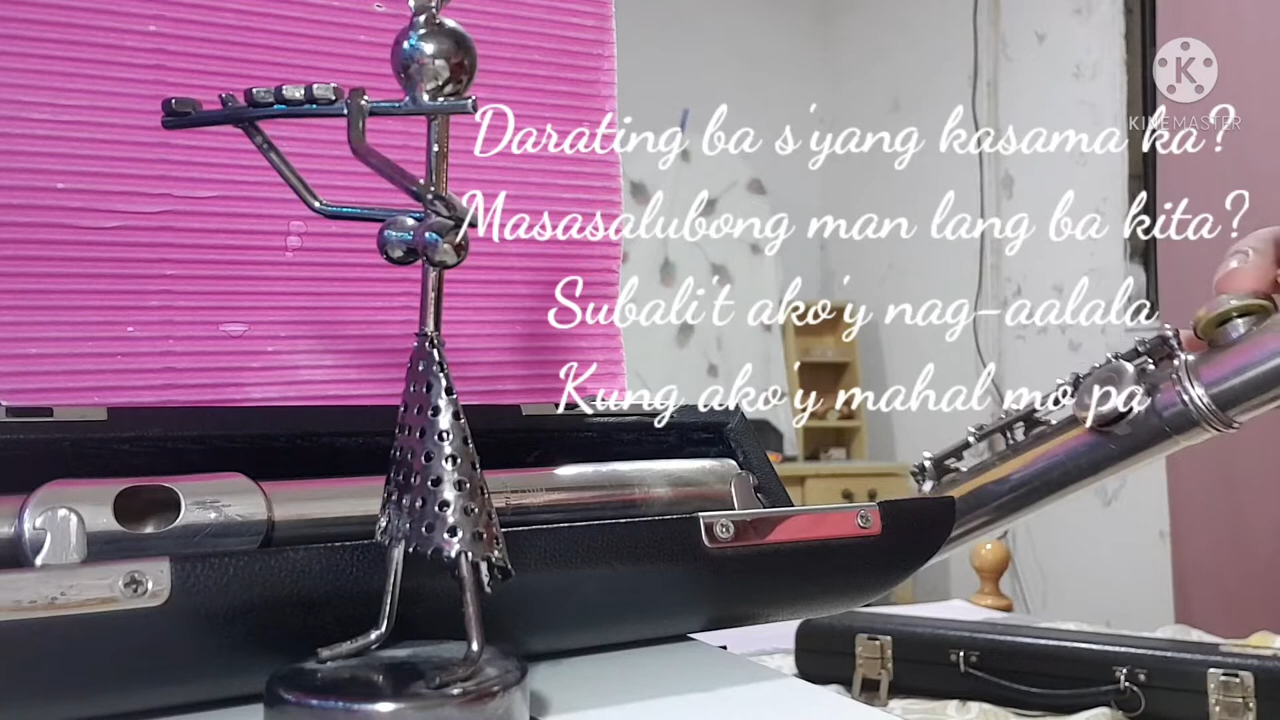 Darating ba s'yang kasama ka?
Masasalubong man lang ba kita?
Subali't ako'y nag-aalala
Kung ako'y mahal mo pa
K
KINEMASTER